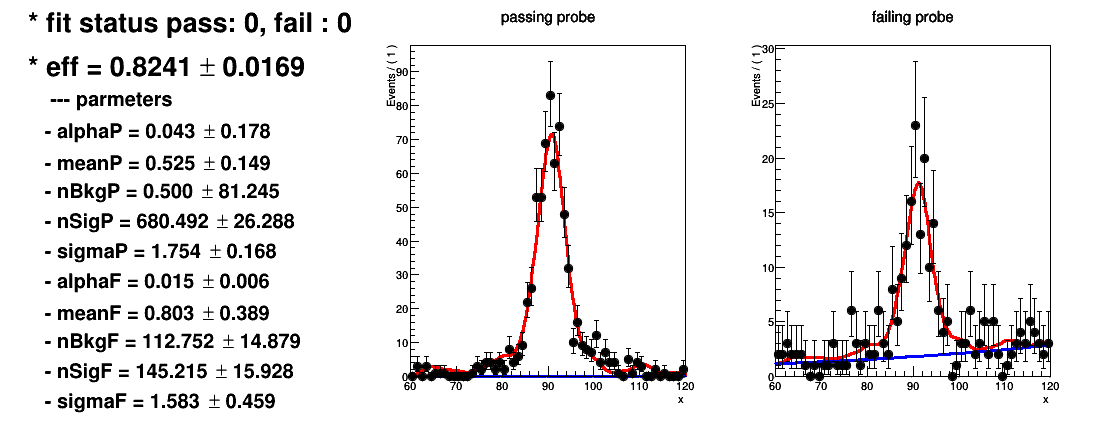 * fit status pass: 0, fail : 0
* eff = 0.8241 ± 0.0169
--- parmeters
- alphaP = 0.043 ± 0.178
- meanP = 0.525 ± 0.149
- nBkgP = 0.500 ± 81.245
- nSigP = 680.492 ± 26.288
- sigmaP = 1.754 ± 0.168
- alphaF = 0.015 ± 0.006
- meanF = 0.803 ± 0.389
- nBkgF = 112.752 ± 14.879
- nSigF = 145.215 ± 15.928
- sigmaF = 1.583 ± 0.459
passing probe
Events / ( 1 )
90
80
70
60
50
40
30
20
10
0
60 70 80 90 100 110 120
x
failing probe
Events / ( 1 )
30
25
20
15
10
5
0
60 70 80 90 100 110 120
x